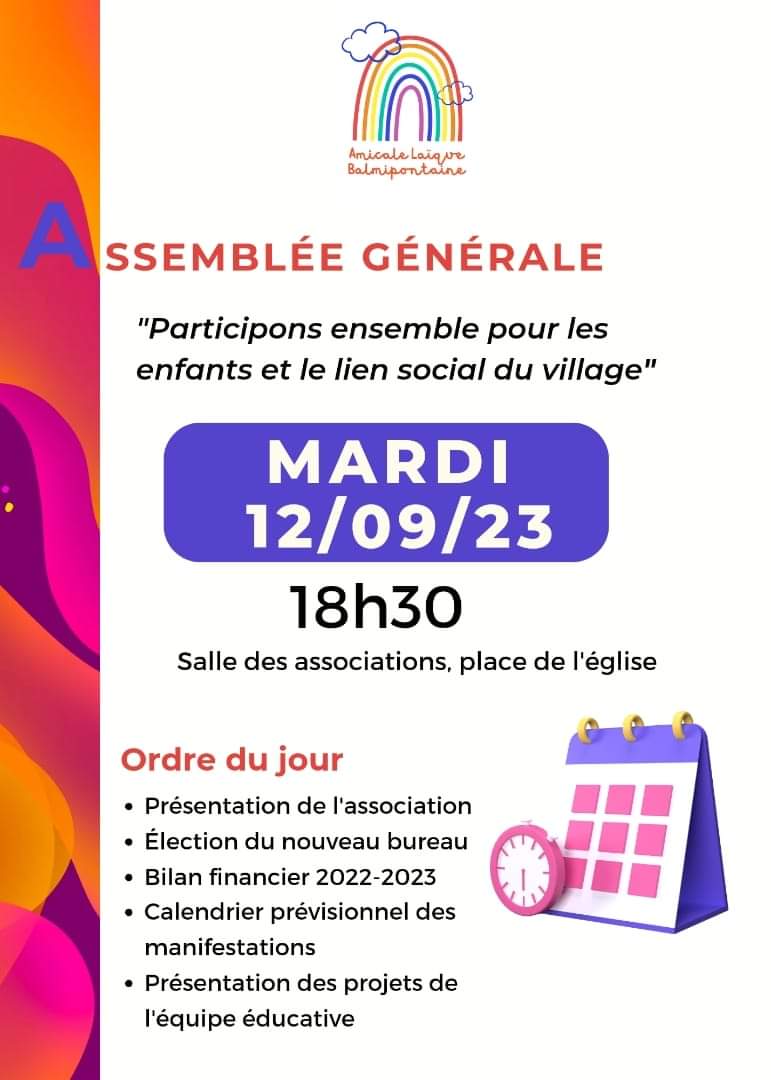 Amicale Laïque
Balmipontaine
ASSEMBLÉE GÉNÉRALE
"Participons ensemble pour les
enfants et le lien social du village"
MARDI
12/09/23
18h30
Salle des associations, place de l'église
Ordre du jour
• Présentation de l'association
• Élection du nouveau bureau
• Bilan financier 2022-2023
• Calendrier prévisionnel des
manifestations
• Présentation des projets de
l'équipe éducative